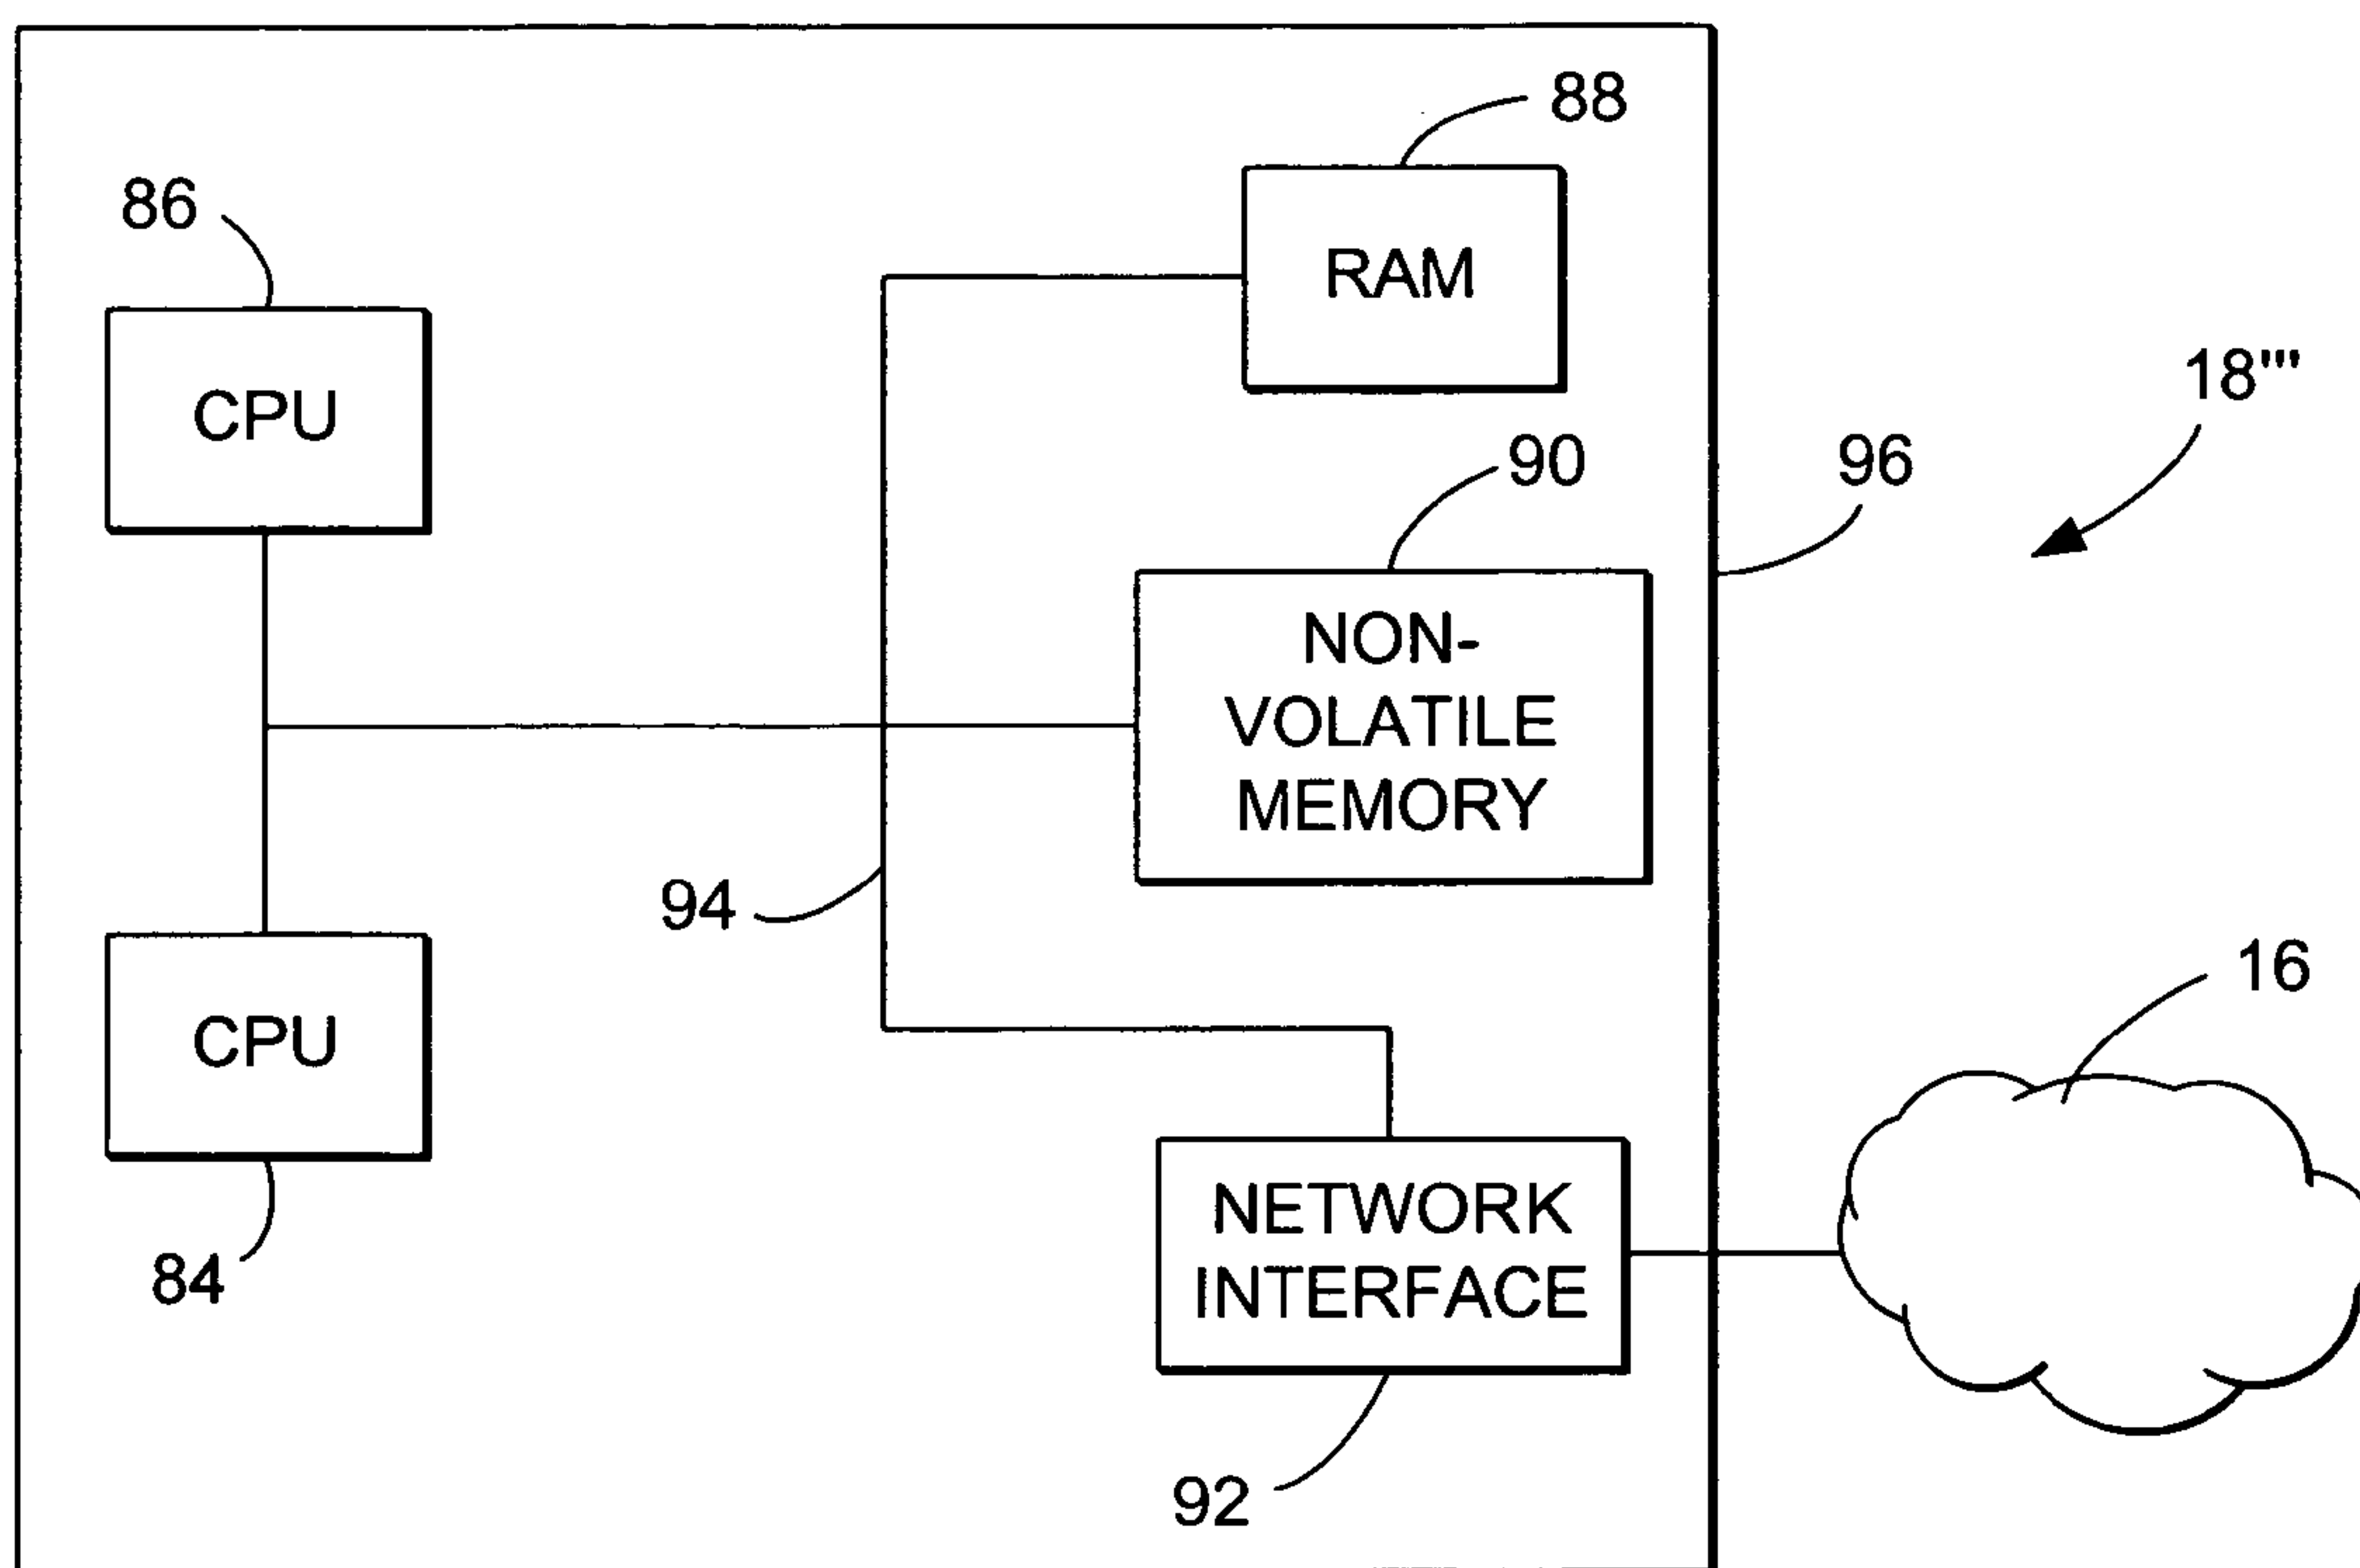 88
86
RAM
18'''
CPU
96
90
NON-
VOLATILE
MEMORY
94
16
CPU
NETWORK
INTERFACE
84
92